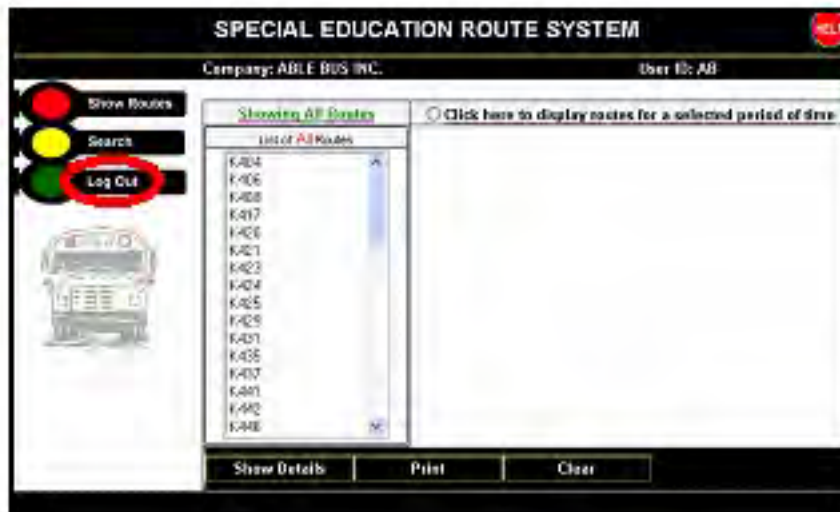 SPECIAL EDUCATION ROUTE SYSTEM
HELP
Company: ABLE BUS INC. User ID: AB
Show Routes
Search
Log Out
Showing All Routes
Click here to display routes for a selected period of time
List of All Routes
K404
K406
K408
K417
K420
K421
K423
K424
K425
K429
K431
K435
K437
K441
K442
Show Details Print Clear